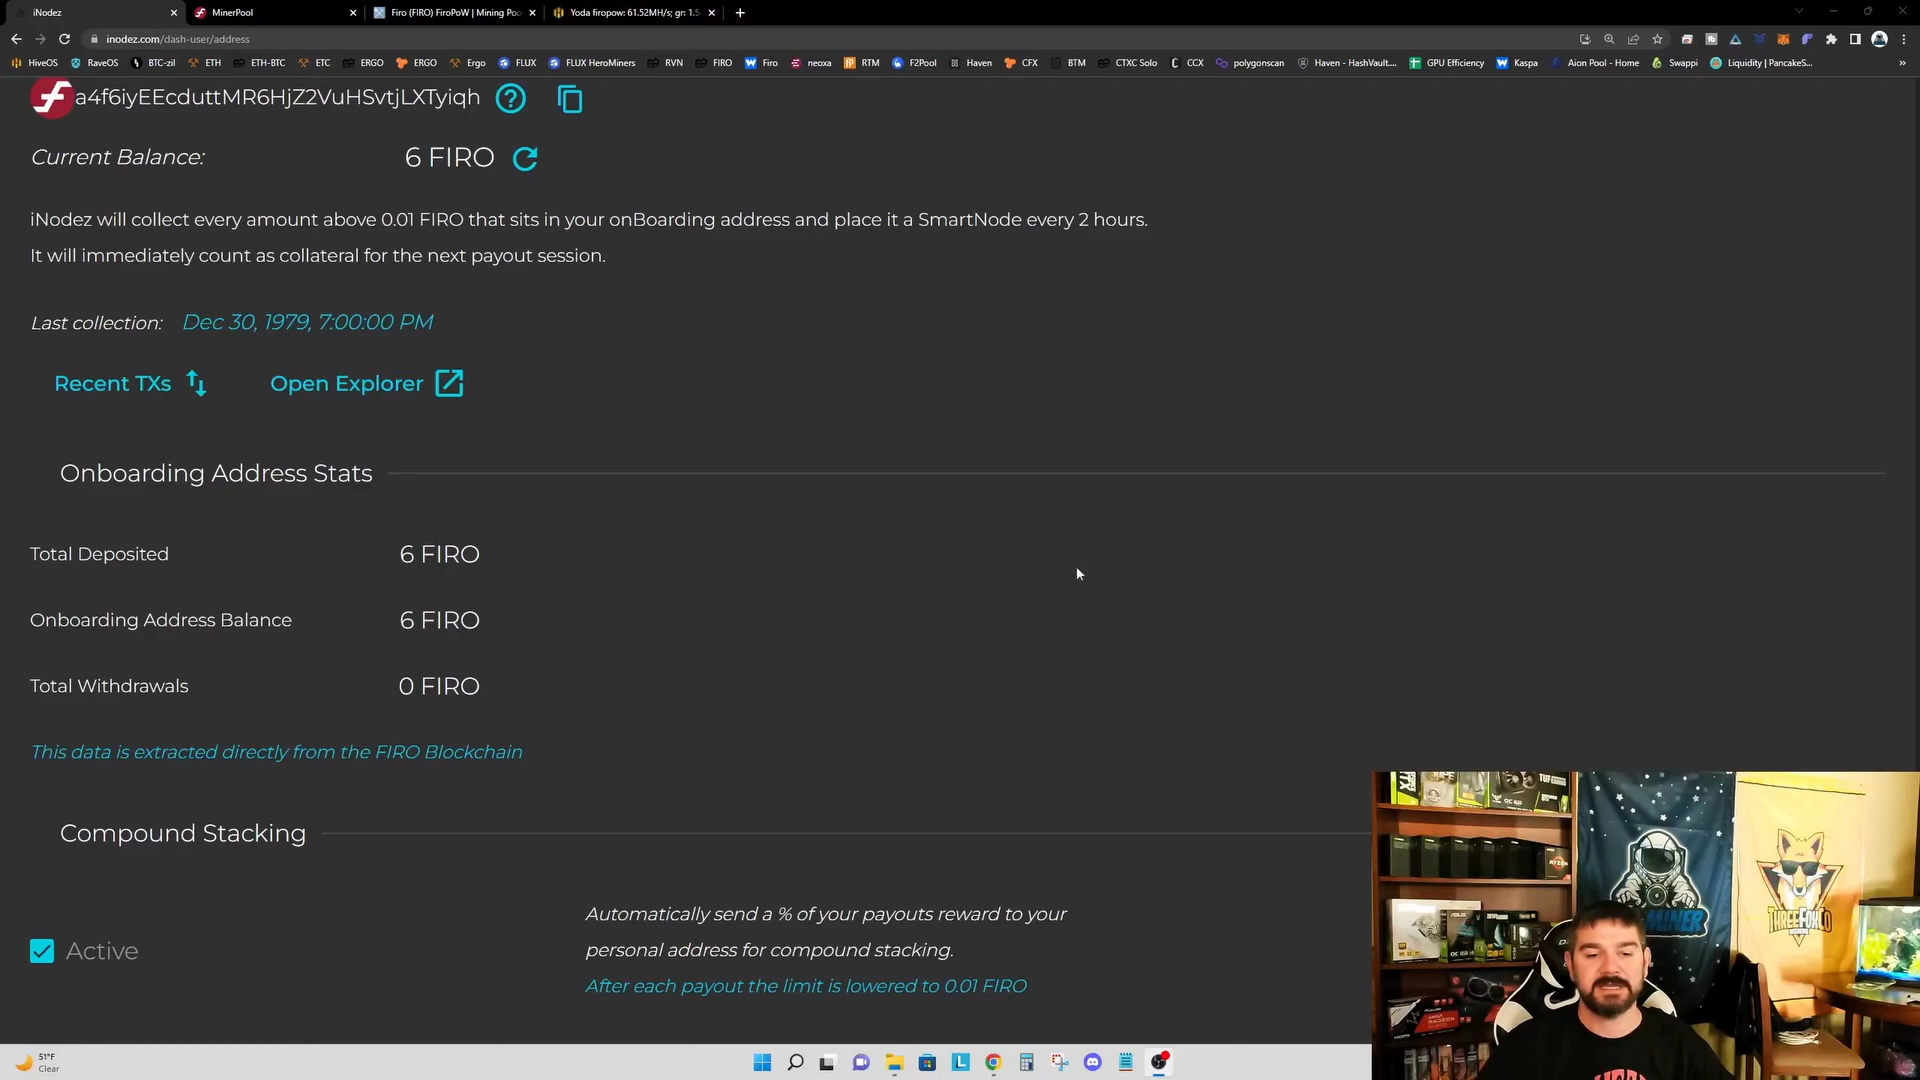 iNodez
MinerPool
Firo (FIRO) FiroPoW | Mining Poo
Yoda firopow: 61.52MH/s; gr: 1.5
inodez.com/dash-user/address
HiveOS RaveOS BTC-zil ETH ETH-BTC ETC ERGO ERGO Ergo FLUX FLUX HeroMiners RVN FIRO Firo neoxa RTM F2Pool Haven CFX BTM CTXC Solo CCX polygonscan Haven - HashVault.... GPU Efficiency Kaspa Aion Pool - Home Swappi Liquidity | PancakeS...
a4f6iyEEcduttMR6HjZ2VuHSvtjLXTyiqh
Current Balance: 6 FIRO
iNodez will collect every amount above 0.01 FIRO that sits in your onBoarding address and place it a SmartNode every 2 hours.
It will immediately count as collateral for the next payout session.
Last collection: Dec 30, 1979, 7:00:00 PM
Recent TXs Open Explorer
Onboarding Address Stats
Total Deposited 6 FIRO
Onboarding Address Balance 6 FIRO
Total Withdrawals 0 FIRO
This data is extracted directly from the FIRO Blockchain
Compound Stacking
Automatically send a % of your payouts reward to your
personal address for compound stacking.
After each payout the limit is lowered to 0.01 FIRO
Active
51°F
Clear
RYZEN
MINER
THREEFOXCO